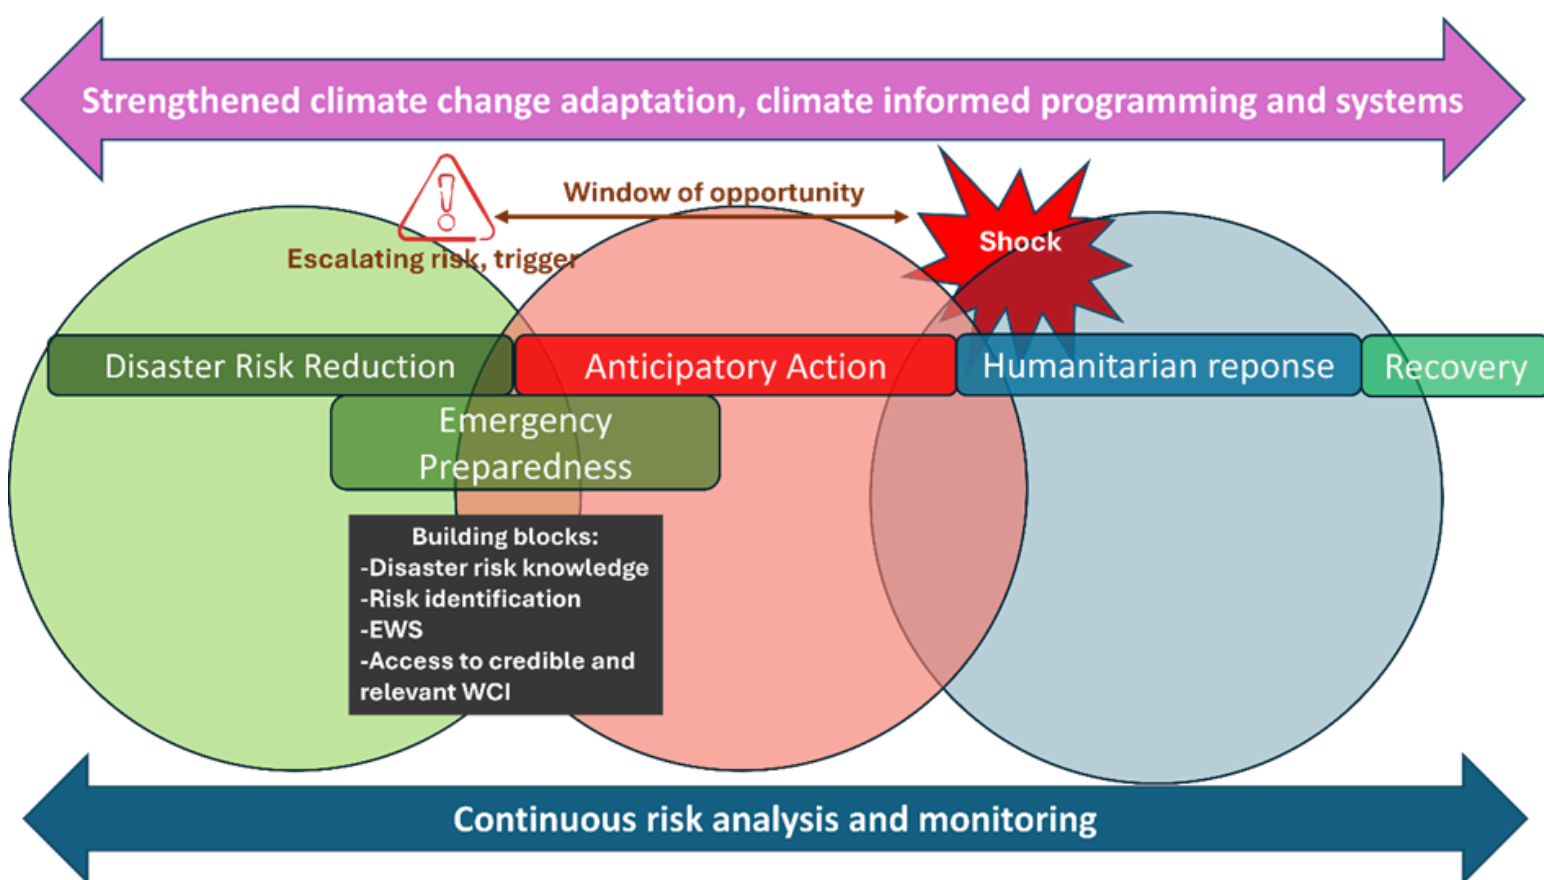 Strengthened climate change adaptation, climate informed programming and systems
Window of opportunity
Shock
Escalating risk, trigger
Disaster Risk Reduction
Anticipatory Action
Humanitarian reponse
Recovery
Emergency
Preparedness
Building blocks:
-Disaster risk knowledge
-Risk identification
-EWS
-Access to credible and
relevant WCI
Continuous risk analysis and monitoring